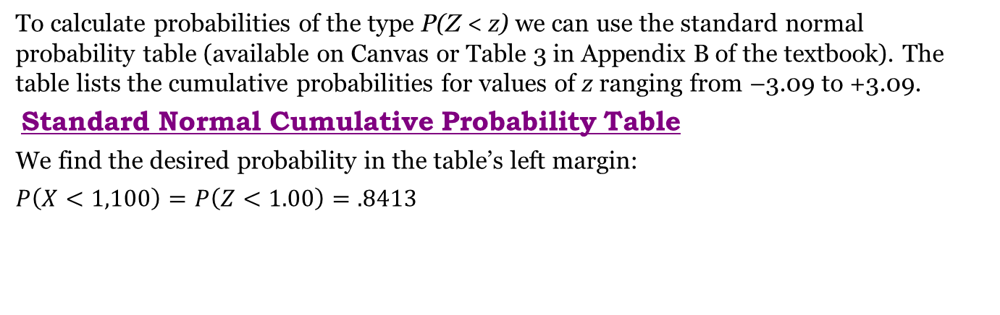 To calculate probabilities of the type P(Z < z) we can use the standard normal
probability table (available on Canvas or Table 3 in Appendix B of the textbook). The
table lists the cumulative probabilities for values of z ranging from −3.09 to +3.09.
Standard Normal Cumulative Probability Table
We find the desired probability in the table’s left margin:
P(X < 1,100) = P(Z < 1.00) = .8413